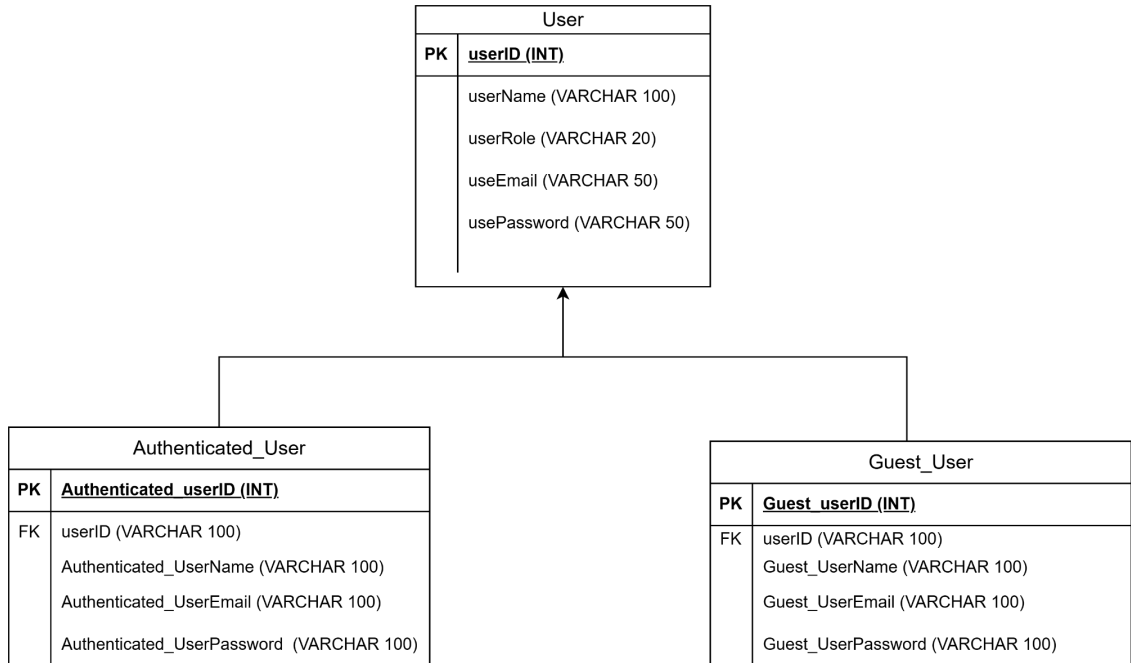 User
PK userID (INT)
userName (VARCHAR 100)
userRole (VARCHAR 20)
useEmail (VARCHAR 50)
usePassword (VARCHAR 50)
Authenticated_User
PK Authenticated_userID (INT)
FK userID (VARCHAR 100)
Authenticated_UserName (VARCHAR 100)
Authenticated_UserEmail (VARCHAR 100)
Authenticated_UserPassword (VARCHAR 100)
Guest_User
PK Guest_userID (INT)
FK userID (VARCHAR 100)
Guest_UserName (VARCHAR 100)
Guest_UserEmail (VARCHAR 100)
Guest_UserPassword (VARCHAR 100)